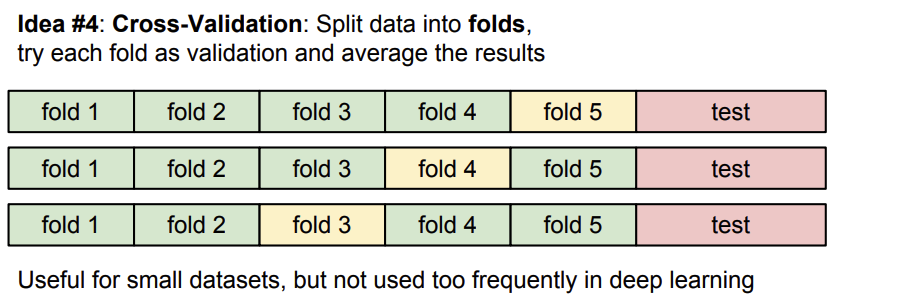 Idea #4: Cross-Validation: Split data into folds,
try each fold as validation and average the results
fold 1 fold 2 fold 3 fold 4 fold 5 test
fold 1 fold 2 fold 3 fold 4 fold 5 test
fold 1 fold 2 fold 3 fold 4 fold 5 test
Useful for small datasets, but not used too frequently in deep learning